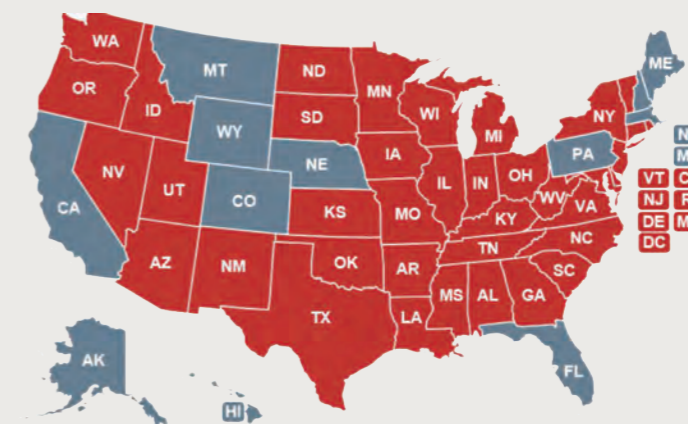 WA
MT
ND
MN
ME
OR
ID
SD
WI
MI
NY
WY
IA
PA
NE
NV
UT
CO
IL
IN
OH
WV
VA
VT
CA
KS
MO
KY
NJ
DE
DC
AZ
NM
OK
AR
TN
NC
SC
TX
LA
MS
AL
GA
FL
AK
HI